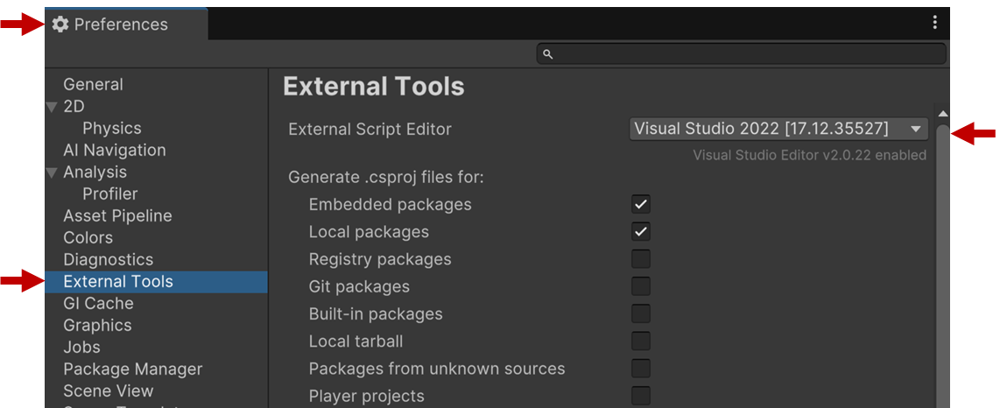 Preferences
General
2D
Physics
AI Navigation
Analysis
Profiler
Asset Pipeline
Colors
Diagnostics
External Tools
GI Cache
Graphics
Jobs
Package Manager
Scene View
External Tools
External Script Editor
Visual Studio 2022 [17.12.35527]
Visual Studio Editor v2.0.22 enabled
Generate .csproj files for:
Embedded packages
Local packages
Registry packages
Git packages
Built-in packages
Local tarball
Packages from unknown sources
Player projects